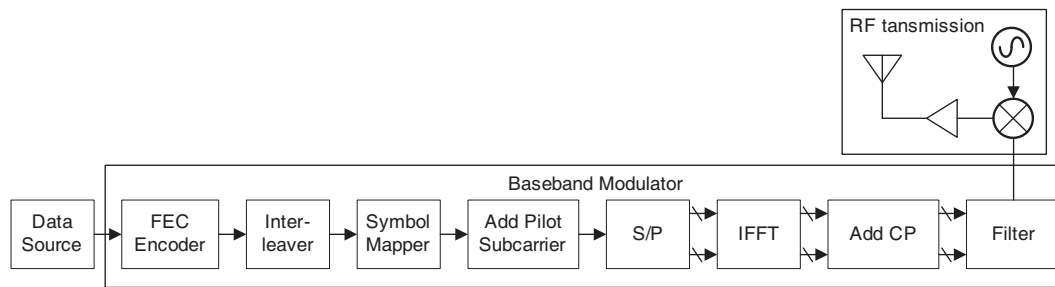 RF tansmission
Baseband Modulator
Data
Source
FEC
Encoder
Inter-
leaver
Symbol
Mapper
Add Pilot
Subcarrier
S/P
IFFT
Add CP
Filter